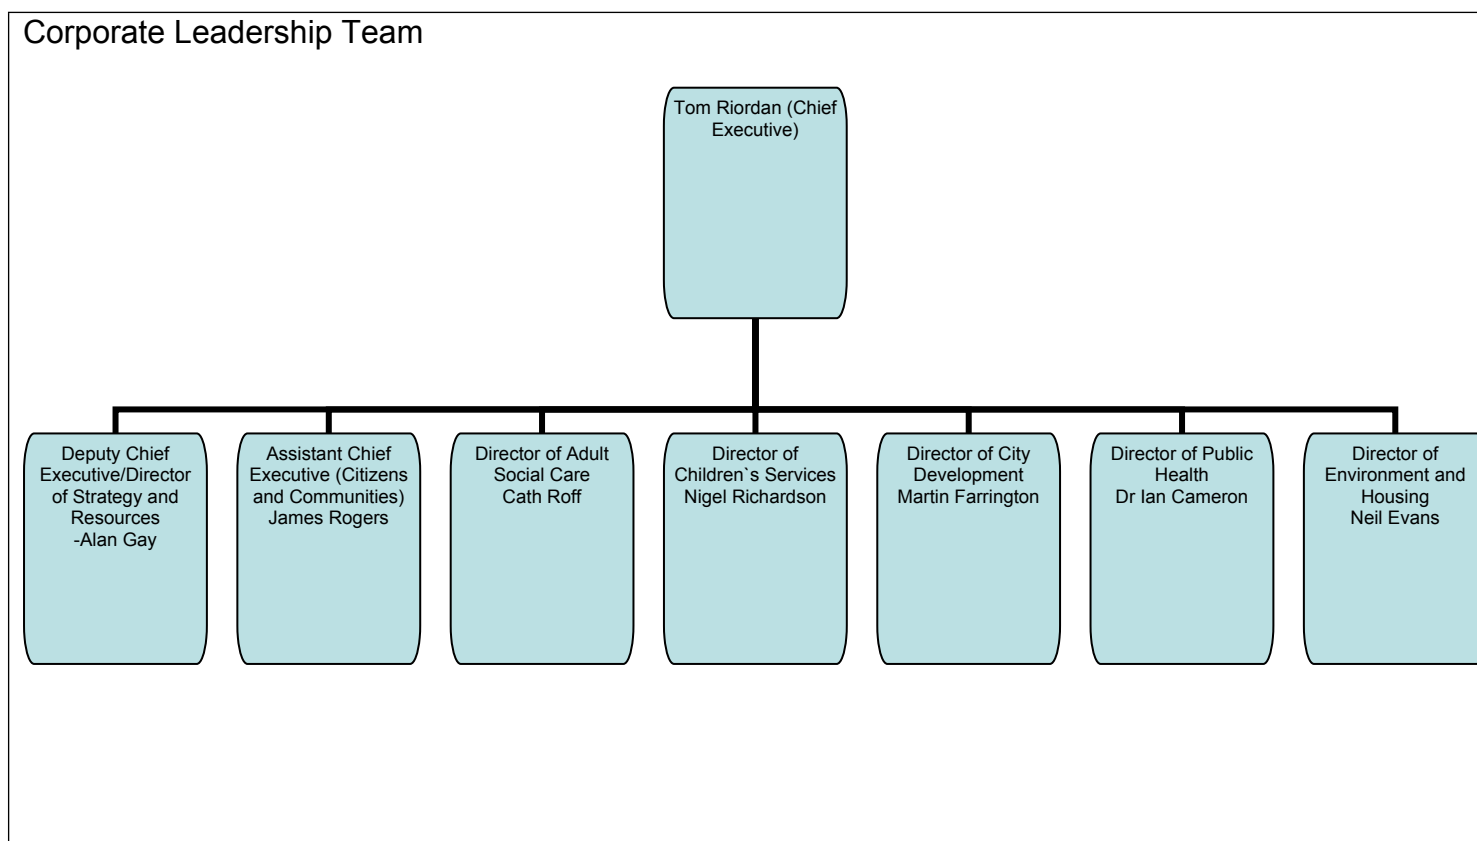 Corporate Leadership Team
Tom Riordan (Chief
Executive)
Deputy Chief
Executive/Director
of Strategy and
Resources
-Alan Gay
Assistant Chief
Executive (Citizens
and Communities)
James Rogers
Director of Adult
Social Care
Cath Roff
Director of
Children`s Services
Nigel Richardson
Director of City
Development
Martin Farrington
Director of Public
Health
Dr Ian Cameron
Director of
Environment and
Housing
Neil Evans